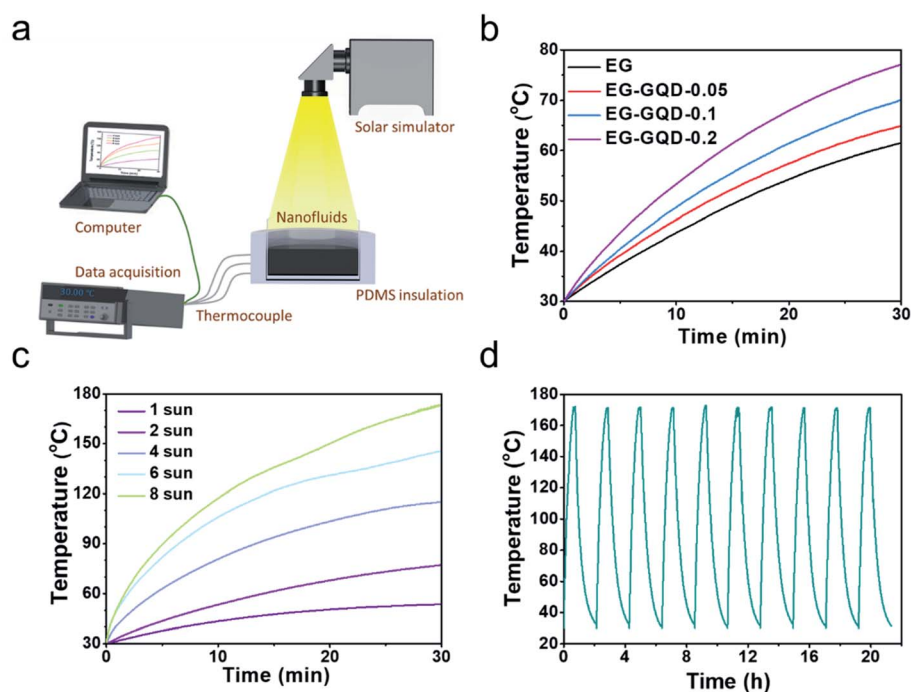 a
Solar simulator
Nanofluids
Computer
Data acquisition
30.00 °C
Thermocouple
PDMS insulation
b
EG
EG-GQD-0.05
EG-GQD-0.1
EG-GQD-0.2
Temperature (°C)
80
70
60
50
40
30
0
10
20
30
Time (min)
c
1 sun
2 sun
4 sun
6 sun
8 sun
Temperature (°C)
180
150
120
90
60
30
0
10
20
30
Time (min)
d
Temperature (°C)
180
160
140
120
100
80
60
40
20
0
4
8
12
16
20
Time (h)